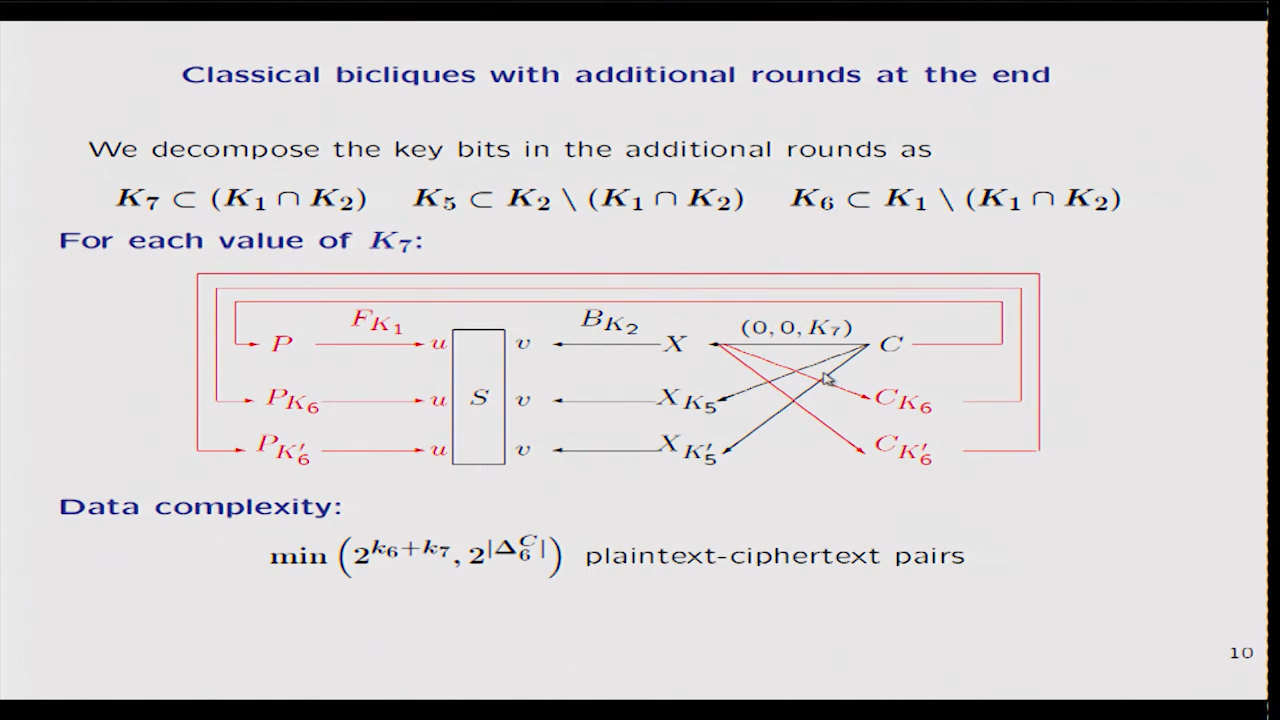 Classical bicliques with additional rounds at the end
We decompose the key bits in the additional rounds as
K₇ ⊂ (K₁ ∩ K₂) K₅ ⊂ K₂ \ (K₁ ∩ K₂) K₆ ⊂ K₁ \ (K₁ ∩ K₂)
For each value of K₇:
P F_{K₁} u S v B_{K₂} X (0, 0, K₇) C
P_{K₆} u v X_{K₅} C_{K₆}
P_{K₆′} u v X_{K₅′} C_{K₆′}
Data complexity:
min (2^{k₆+k₇}, 2^{|Δ₆^C|}) plaintext-ciphertext pairs
10